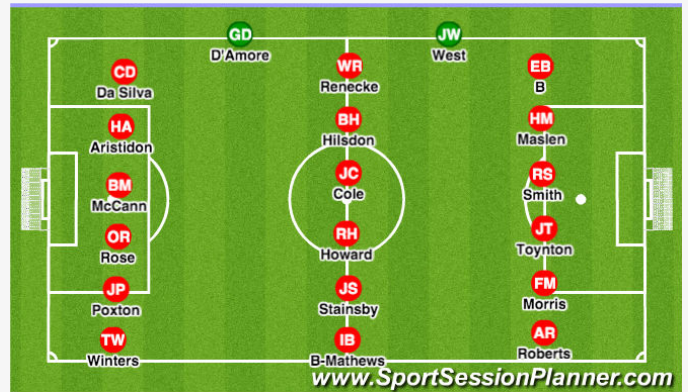 GD
D'Amore
JW
West
CD
Da Silva
WR
Renecke
EB
B
HA
Aristidon
BH
Hilsdon
HM
Maslen
BM
McCann
JC
Cole
RS
Smith
OR
Rose
RH
Howard
JT
Toynton
JP
Poxton
JS
Stainsby
FM
Morris
TW
Winters
IB
B-Mathews
AR
Roberts
www.SportSessionPlanner.com